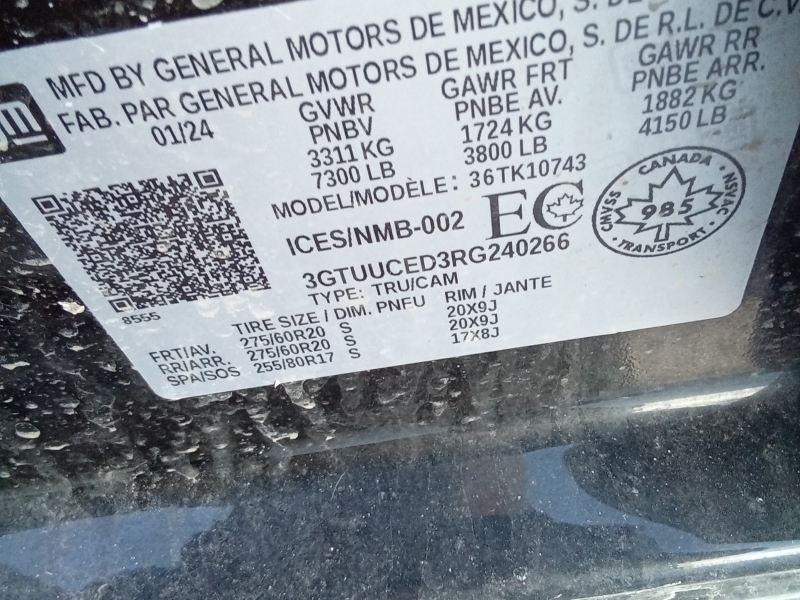 MFD BY GENERAL MOTORS DE MEXICO, S. DE
FAB. PAR GENERAL MOTORS DE MEXICO, S. DE R.L. DE C.V
01/24 GVWR GAWR FRT GAWR RR
PNBV PNBE AV. PNBE ARR.
3311 KG 1724 KG 1882 KG
7300 LB 3800 LB 4150 LB
MODEL/MODÈLE: 36TK10743
ICES/NMB-002 EC
CANADA
CMVSS 985 NSVAC
TRANSPORT
3GTUUCED3RG240266
TYPE: TRU/CAM
8555
TIRE SIZE / DIM. PNEU RIM / JANTE
FRT/AV. 275/60R20 S 20X9J
RR/ARR. 275/60R20 S 20X9J
SPA/SOS 255/80R17 S 17X8J